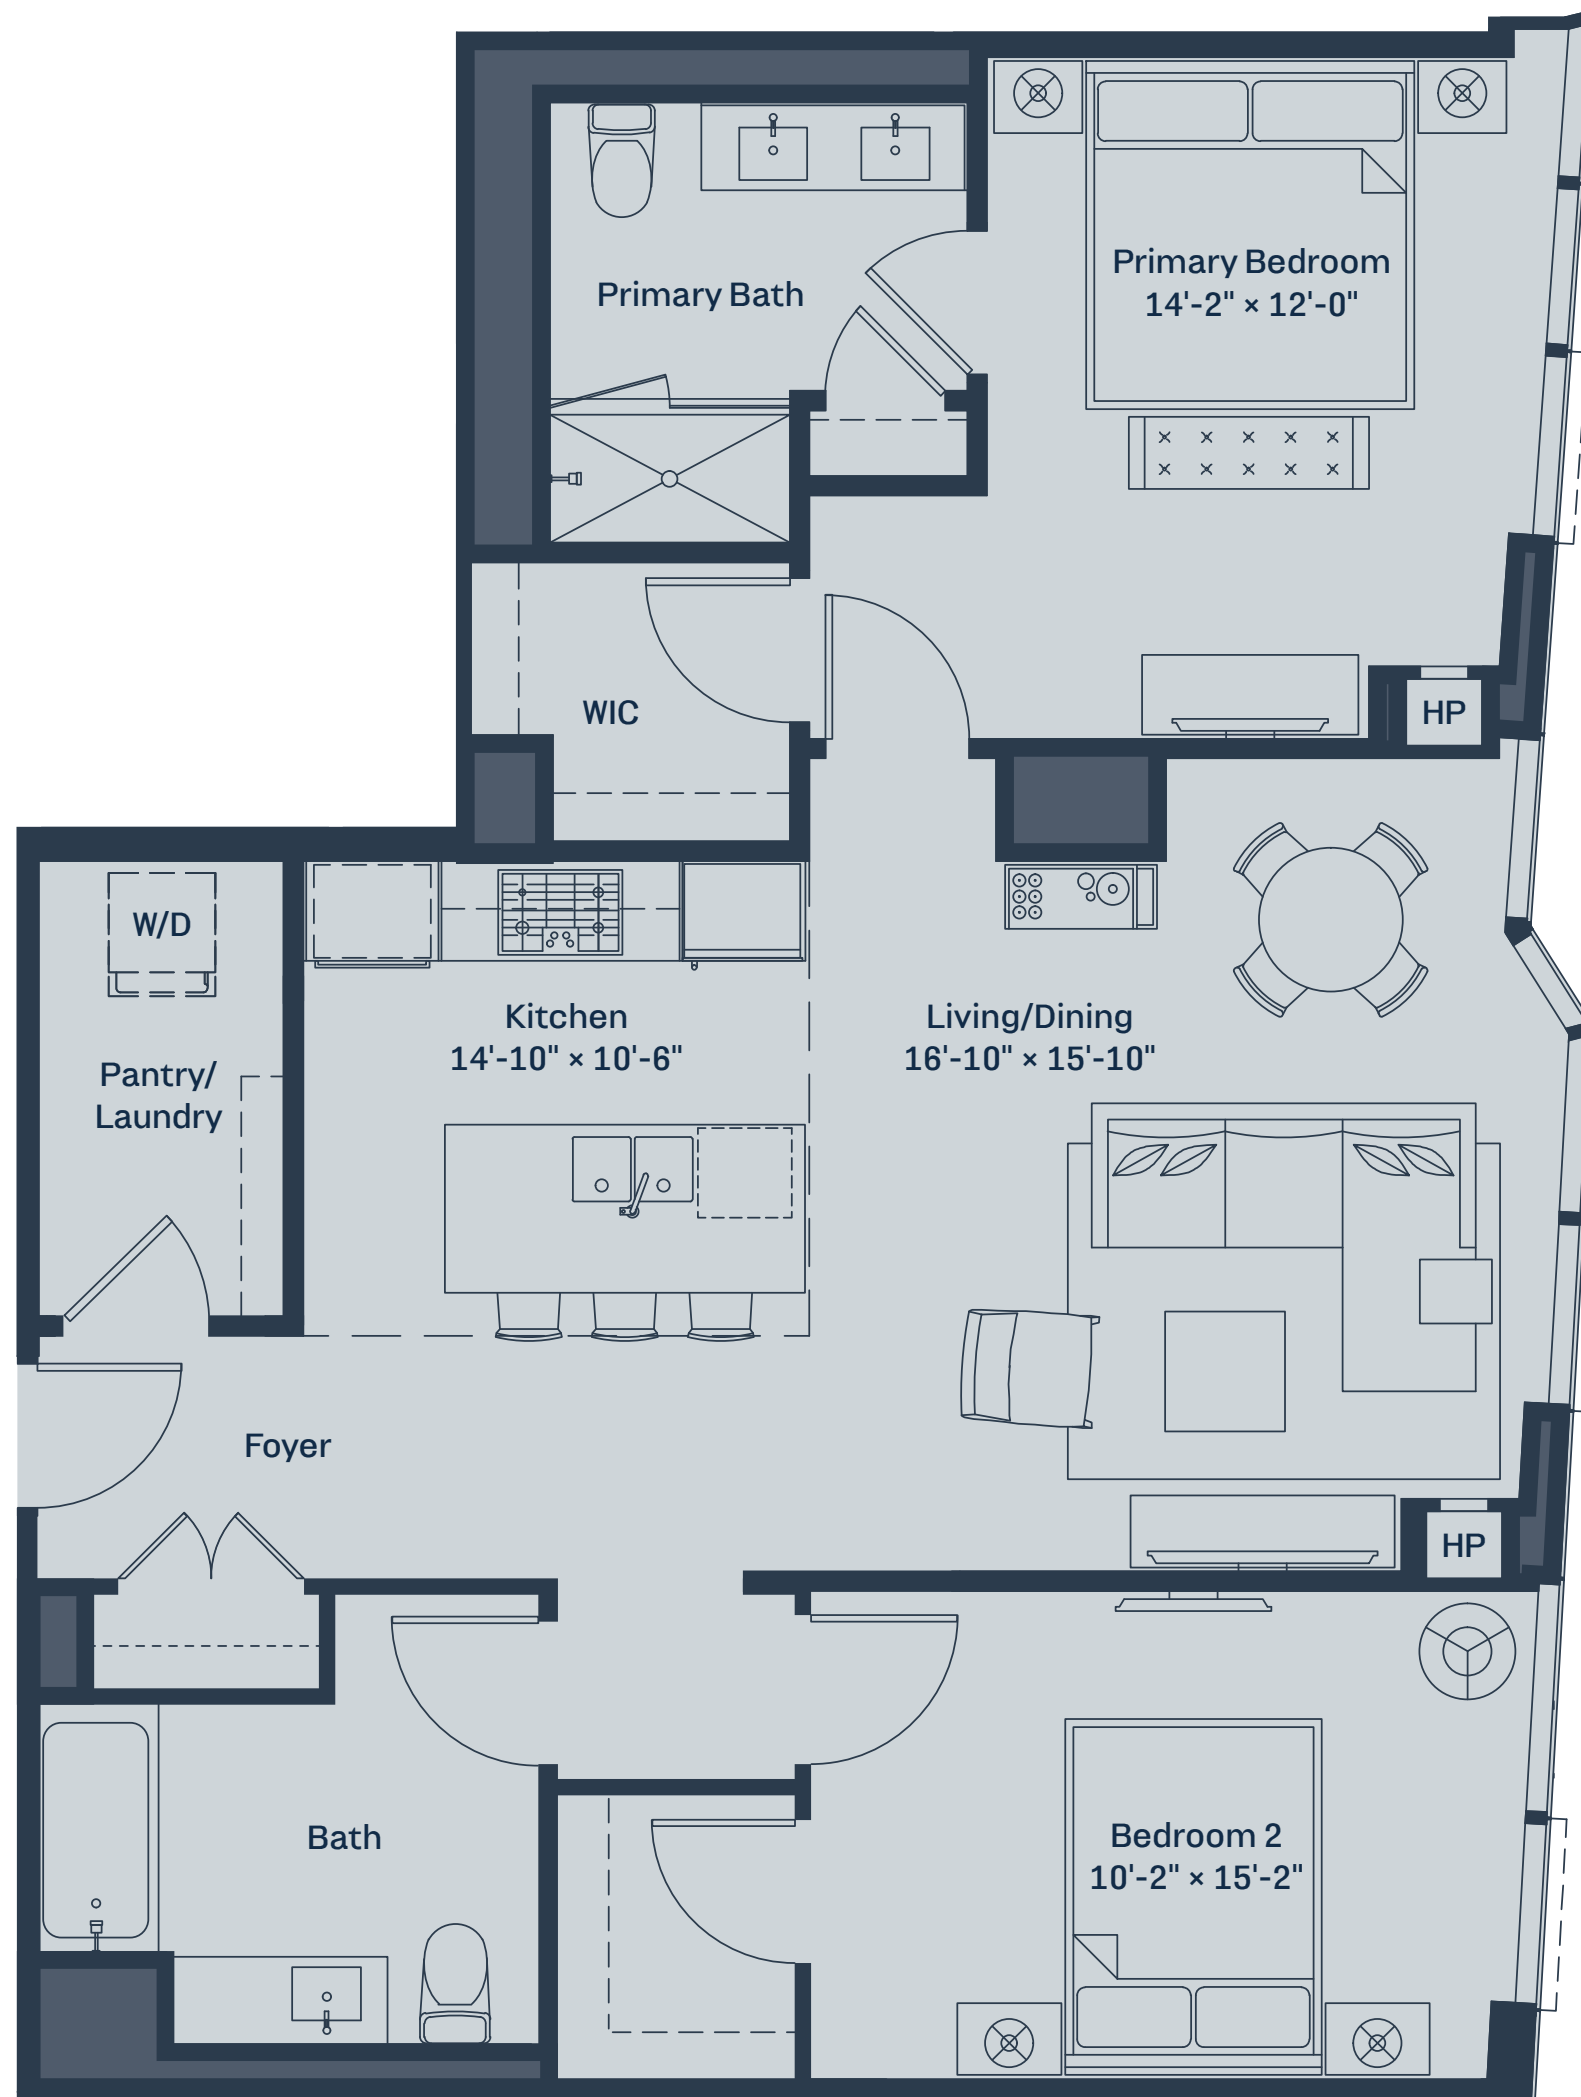 Primary Bath
Primary Bedroom
14'-2" × 12'-0"
WIC
HP
W/D
Kitchen
14'-10" × 10'-6"
Living/Dining
16'-10" × 15'-10"
Pantry/
Laundry
Foyer
HP
Bath
Bedroom 2
10'-2" × 15'-2"